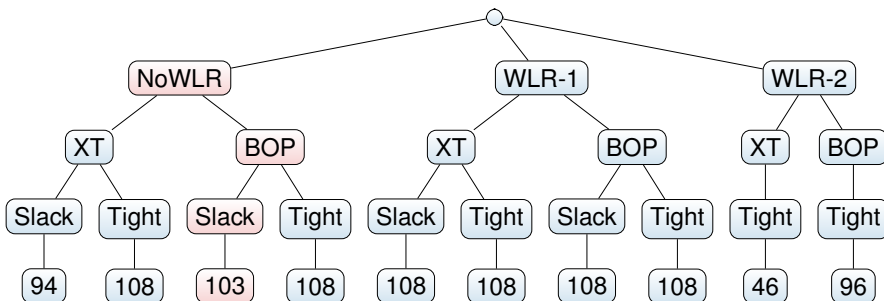 NoWLR WLR-1 WLR-2
XT BOP XT BOP XT BOP
Slack Tight Slack Tight Slack Tight Slack Tight Tight Tight
94 108 103 108 108 108 108 108 46 96